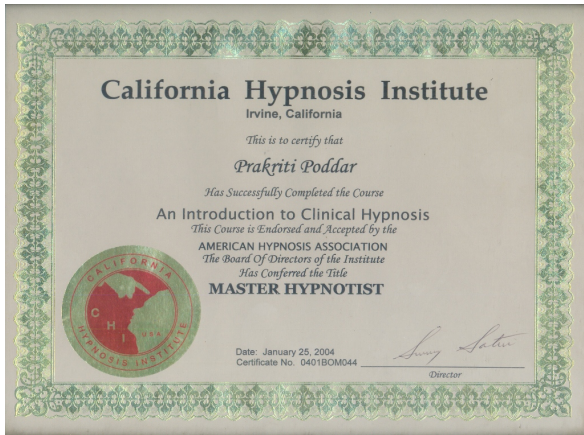 California Hypnosis Institute
Irvine, California
This is to certify that
Prakriti Poddar
Has Successfully Completed the Course
An Introduction to Clinical Hypnosis
This Course is Endorsed and Accepted by the
AMERICAN HYPNOSIS ASSOCIATION
The Board Of Directors of the Institute
Has Conferred the Title
MASTER HYPNOTIST
CALIFORNIA
CHI
U.S.A.
HYPNOSIS INSTITUTE
Date: January 25, 2004
Certificate No. 0401BOM044
Director